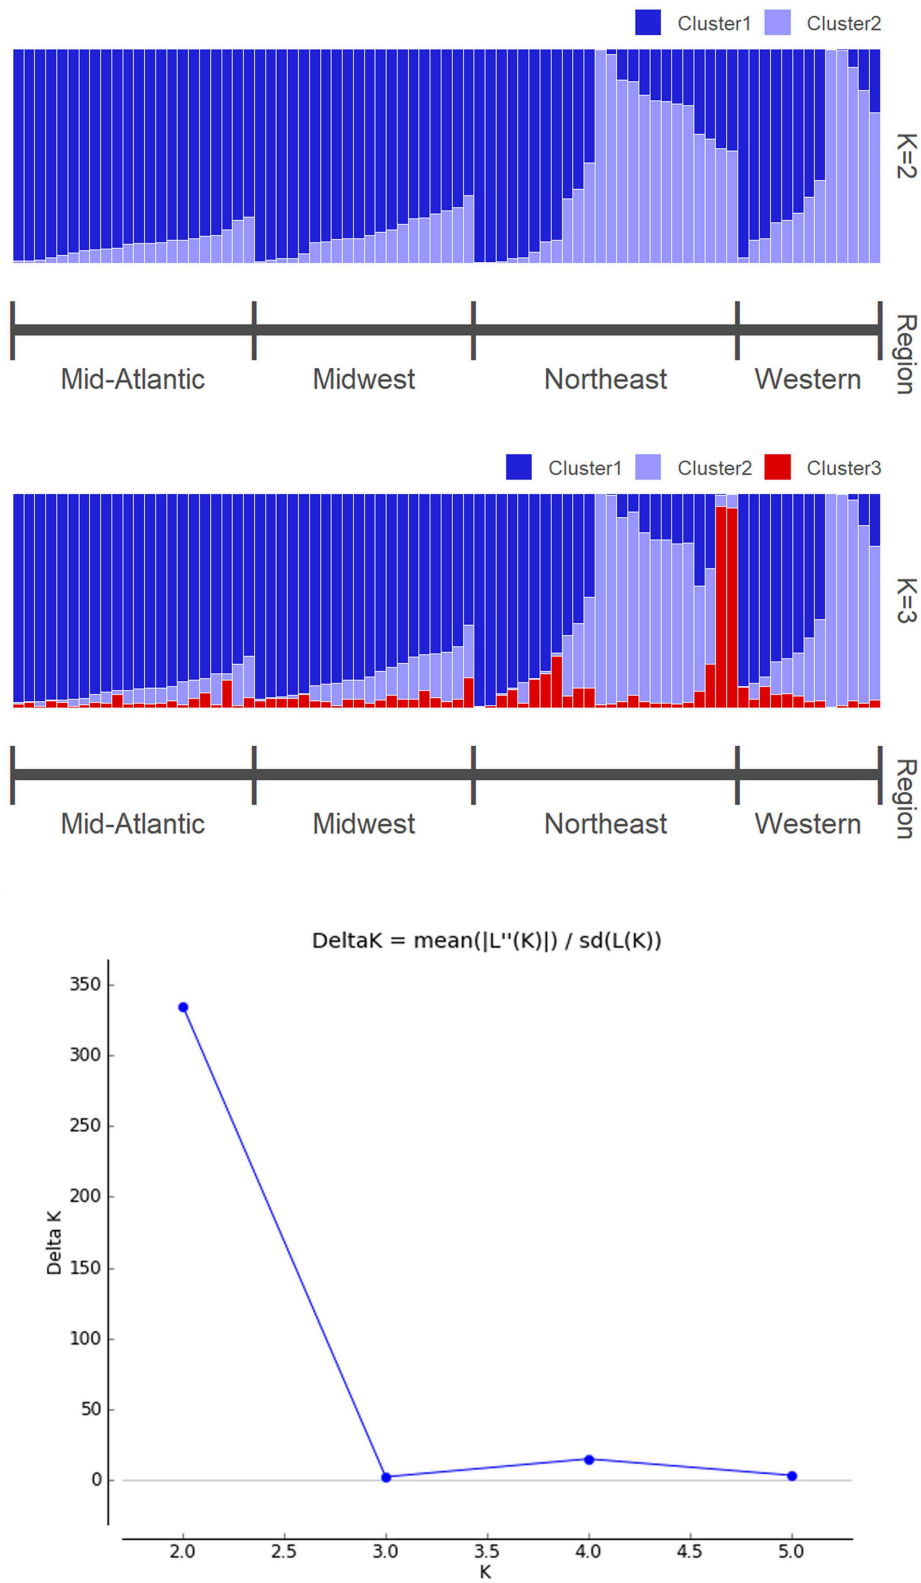 Cluster1 Cluster2
K=2
Region
Mid-Atlantic Midwest Northeast Western
Cluster1 Cluster2 Cluster3
K=3
Region
Mid-Atlantic Midwest Northeast Western
DeltaK = mean(|L''(K)|) / sd(L(K))
350
300
250
200
150
100
50
0
Delta K
2.0 2.5 3.0 3.5 4.0 4.5 5.0
K